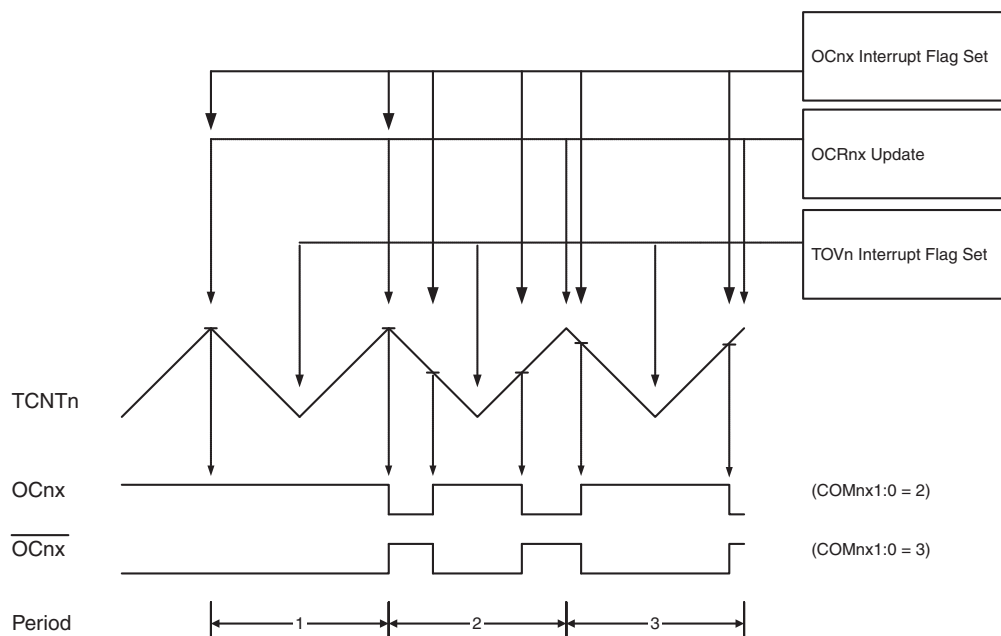 OCnx Interrupt Flag Set
OCRnx Update
TOVn Interrupt Flag Set
TCNTn
OCnx (COMnx1:0 = 2)
OCnx (COMnx1:0 = 3)
Period 1 2 3